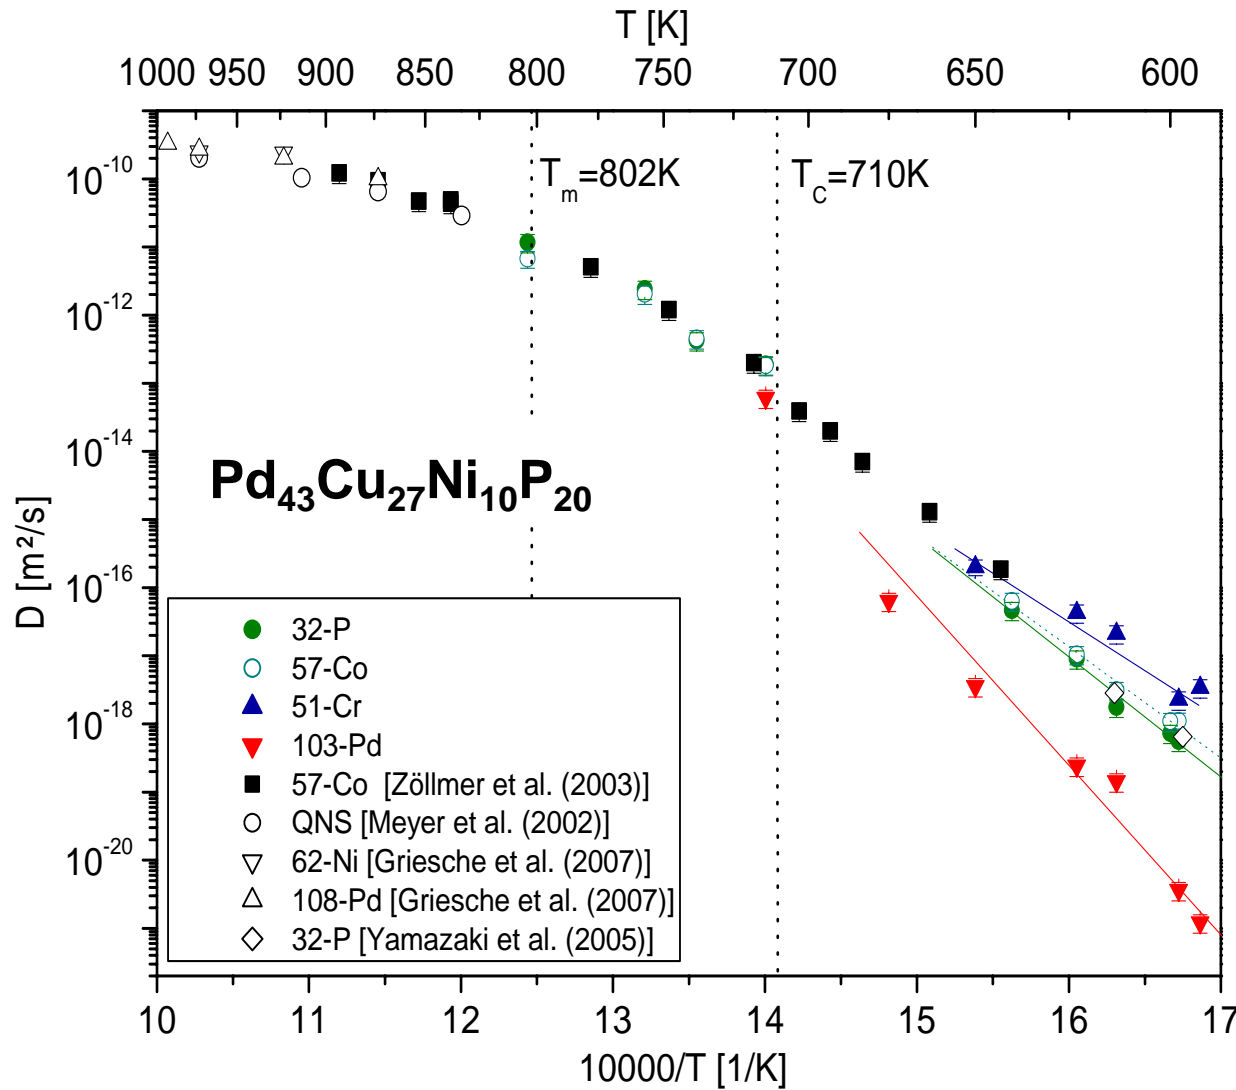 T [K]
1000 950 900 850 800 750 700 650 600
T_m=802K
T_C=710K
10^-10
10^-12
10^-14
10^-16
10^-18
10^-20
D [m²/s]
Pd₄₃Cu₂₇Ni₁₀P₂₀
32-P
57-Co
51-Cr
103-Pd
57-Co [Zöllmer et al. (2003)]
QNS [Meyer et al. (2002)]
62-Ni [Griesche et al. (2007)]
108-Pd [Griesche et al. (2007)]
32-P [Yamazaki et al. (2005)]
10 11 12 13 14 15 16 17
10000/T [1/K]